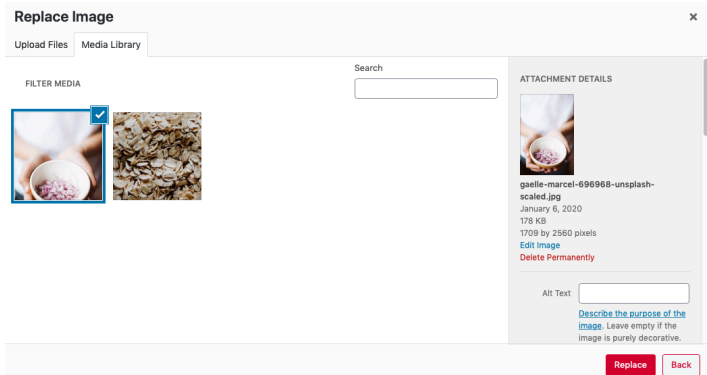 Replace Image
×
Upload Files
Media Library
FILTER MEDIA
Search
ATTACHMENT DETAILS
gaelle-marcel-696968-unsplash-
scaled.jpg
January 6, 2020
178 KB
1709 by 2560 pixels
Edit Image
Delete Permanently
Alt Text
Describe the purpose of the
image. Leave empty if the
image is purely decorative.
Replace
Back